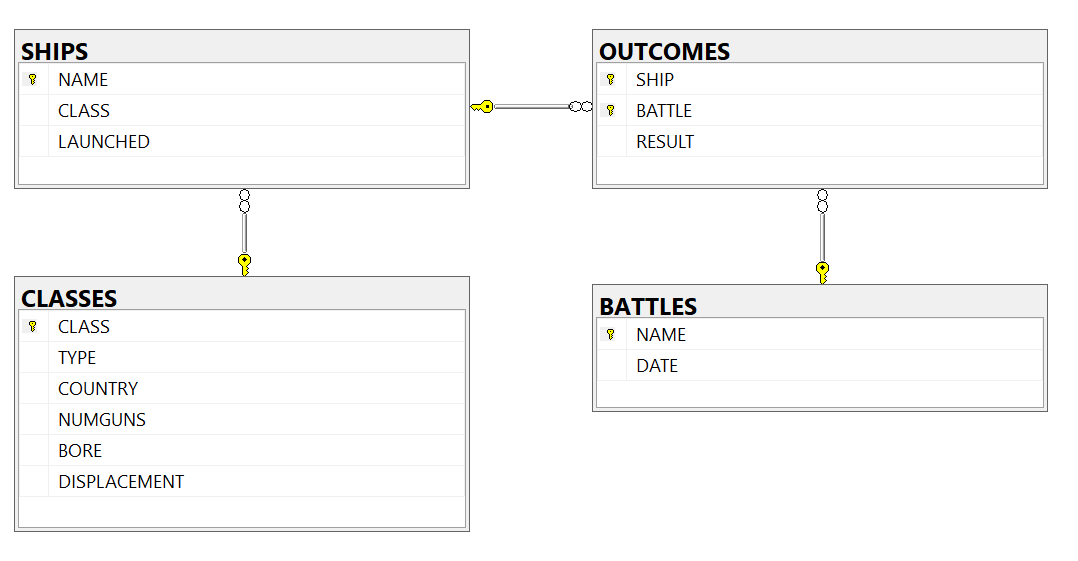 SHIPS
NAME
CLASS
LAUNCHED
OUTCOMES
SHIP
BATTLE
RESULT
CLASSES
CLASS
TYPE
COUNTRY
NUMGUNS
BORE
DISPLACEMENT
BATTLES
NAME
DATE